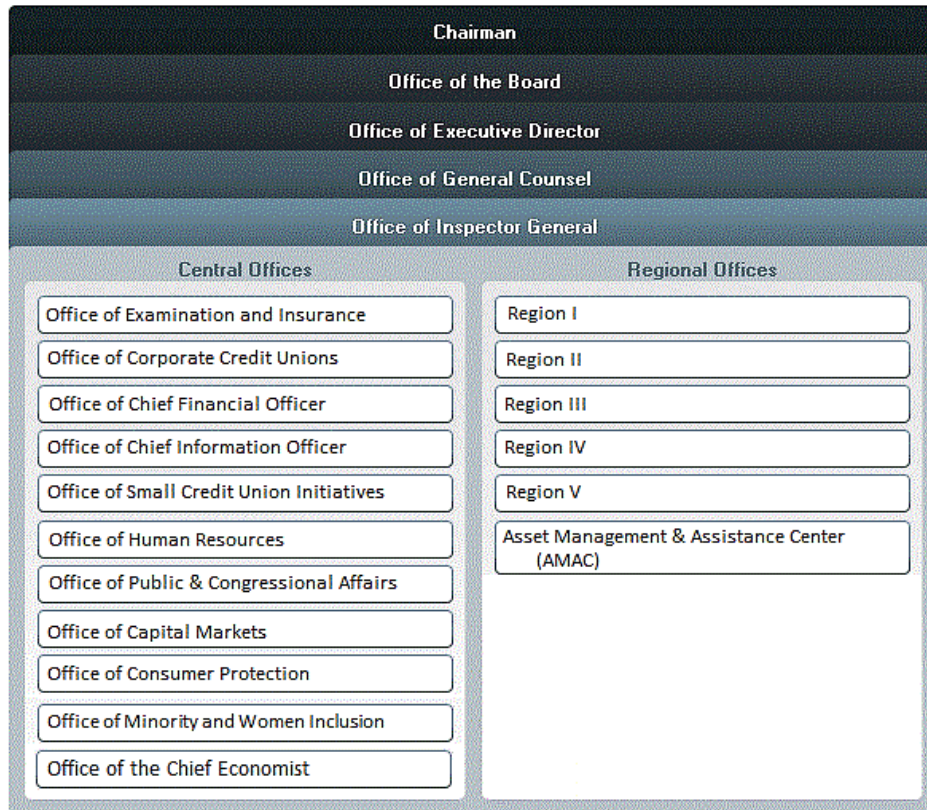 Chairman
Office of the Board
Office of Executive Director
Office of General Counsel
Office of Inspector General
Central Offices
Office of Examination and Insurance
Office of Corporate Credit Unions
Office of Chief Financial Officer
Office of Chief Information Officer
Office of Small Credit Union Initiatives
Office of Human Resources
Office of Public & Congressional Affairs
Office of Capital Markets
Office of Consumer Protection
Office of Minority and Women Inclusion
Office of the Chief Economist
Regional Offices
Region I
Region II
Region III
Region IV
Region V
Asset Management & Assistance Center
(AMAC)